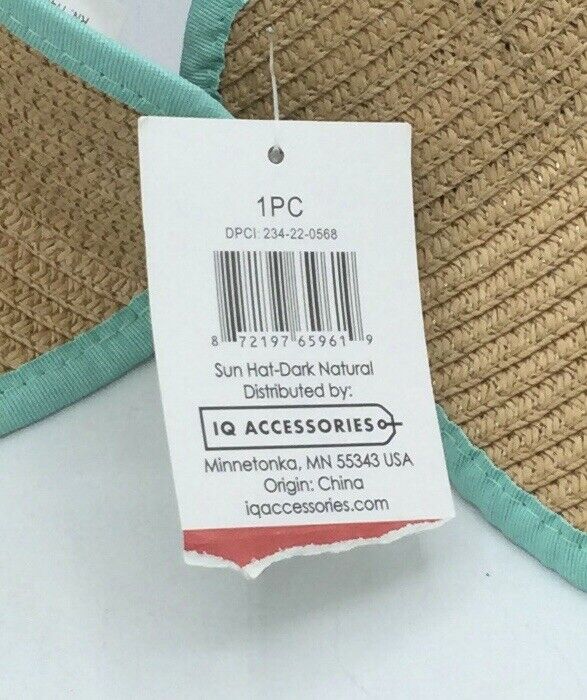 1PC
DPCI: 234-22-0568
8 72197 65961 9
Sun Hat-Dark Natural
Distributed by:
IQ ACCESSORIES
Minnetonka, MN 55343 USA
Origin: China
iqaccessories.com